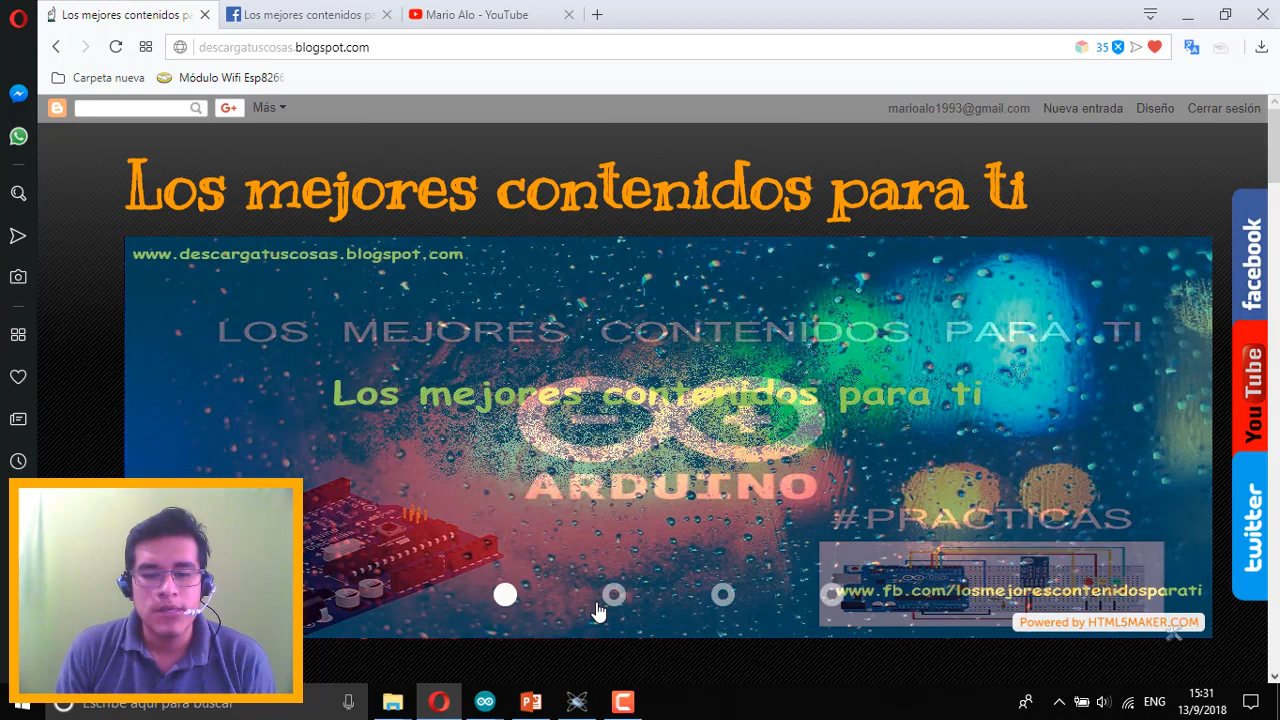 Los mejores contenidos pa
Los mejores contenidos pa
Mario Alo - YouTube
descargatuscosas.blogspot.com
35
Carpeta nueva
Módulo Wifi Esp8266
G+
Más
marioalo1993@gmail.com
Nueva entrada
Diseño
Cerrar sesión
Los mejores contenidos para ti
www.descargatuscosas.blogspot.com
LOS MEJORES CONTENIDOS PARA TI
Los mejores contenidos para ti
ARDUINO
#PRACTICAS
www.fb.com/losmejorescontenidosparati
Powered by HTML5MAKER.COM
facebook
You Tube
twitter
Escribe aquí para buscar
ENG
15:31
13/9/2018